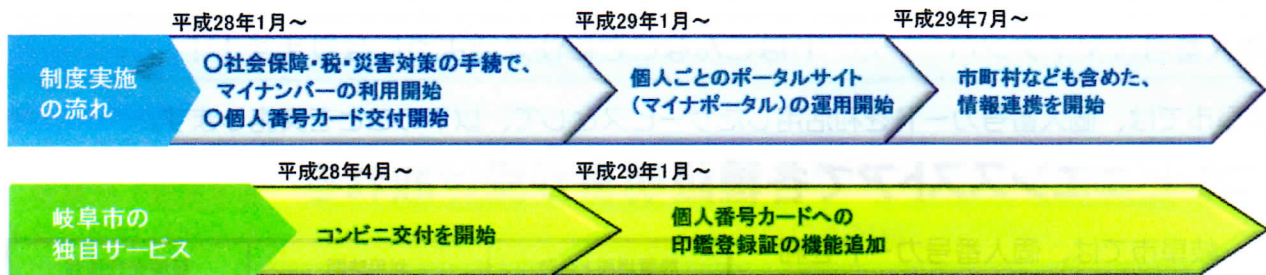 平成28年1月～
平成29年1月～
平成29年7月～
制度実施
の流れ
○社会保障・税・災害対策の手続で、
マイナンバーの利用開始
○個人番号カード交付開始
個人ごとのポータルサイト
（マイナポータル）の運用開始
市町村なども含めた、
情報連携を開始
平成28年4月～
平成29年1月～
岐阜市の
独自サービス
コンビニ交付を開始
個人番号カードへの
印鑑登録証の機能追加